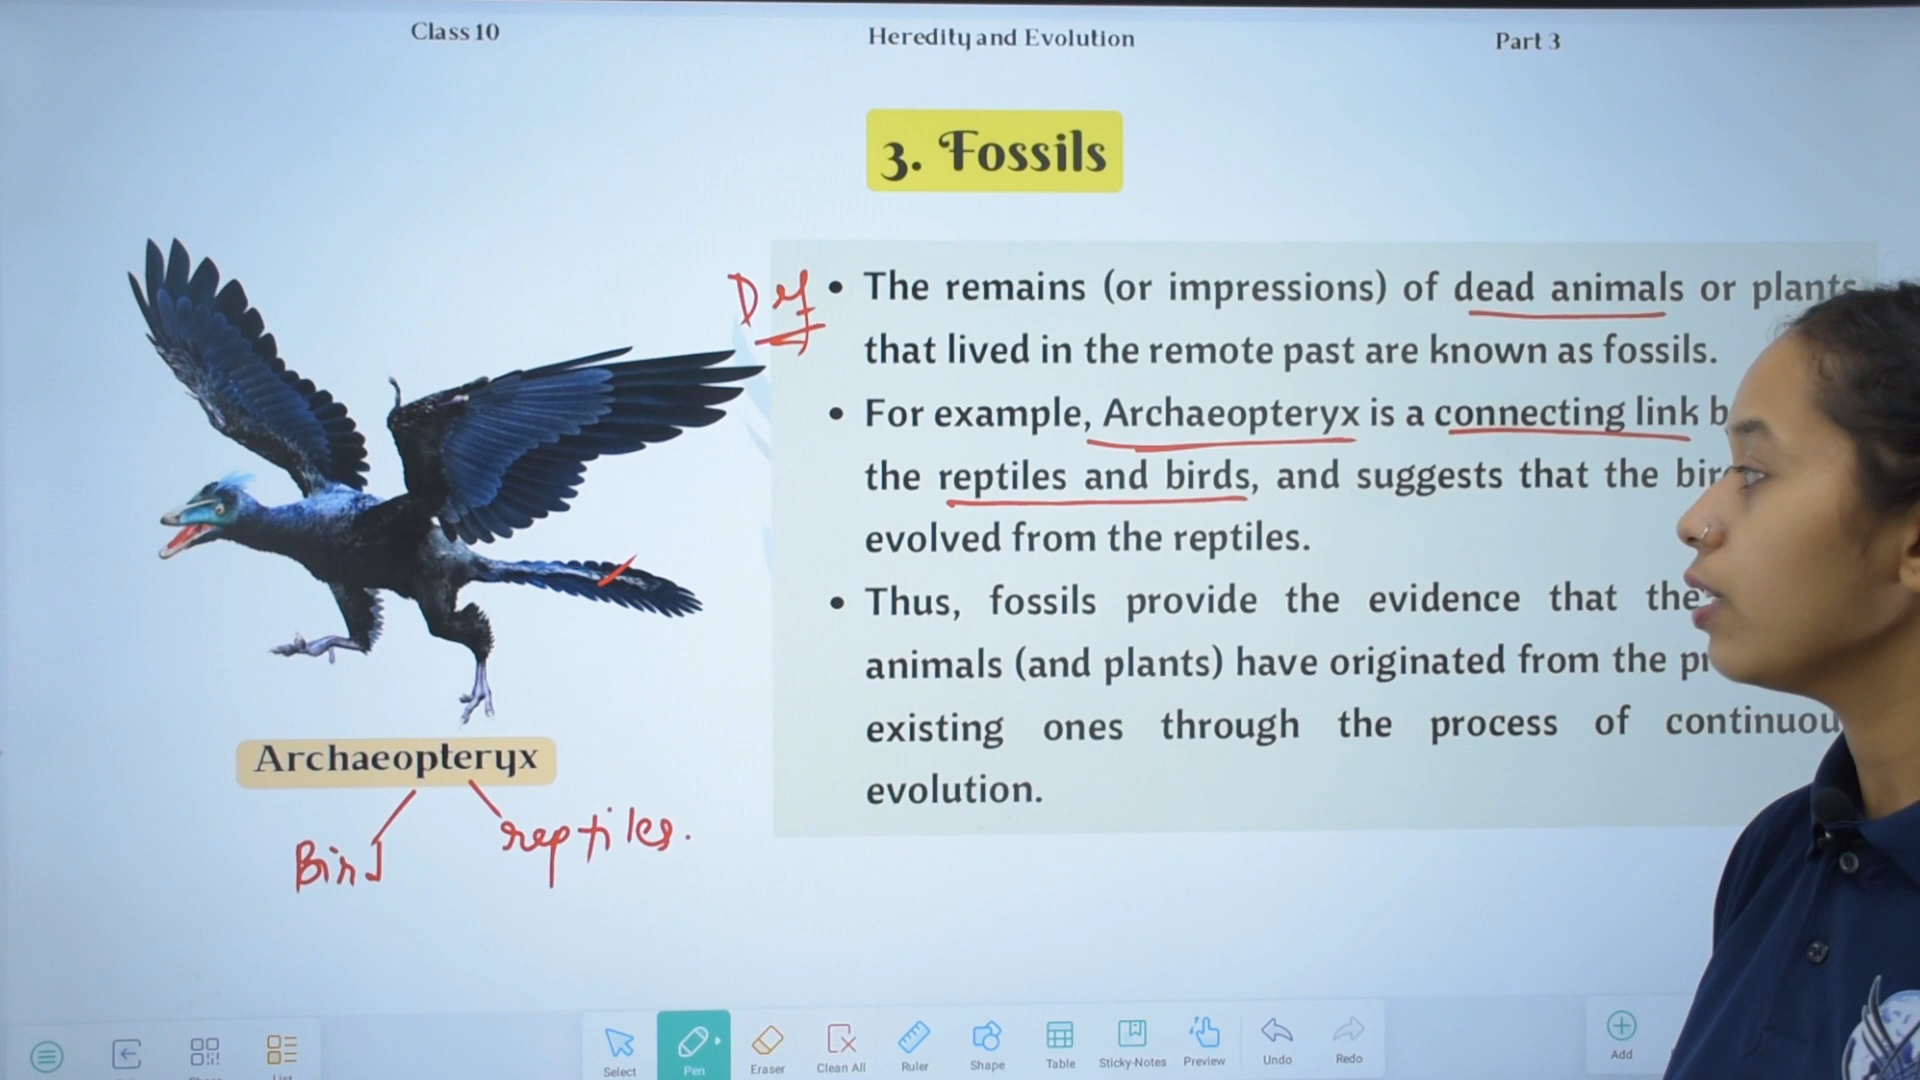 Class 10
Heredity and Evolution
Part 3
3. Fossils
Def
• The remains (or impressions) of dead animals or plants
that lived in the remote past are known as fossils.
• For example, Archaeopteryx is a connecting link b
the reptiles and birds, and suggests that the bir
evolved from the reptiles.
• Thus, fossils provide the evidence that the
animals (and plants) have originated from the pr
existing ones through the process of continuou
evolution.
Archaeopteryx
Bird
reptiles.
Select
Pen
Eraser
Clean All
Ruler
Shape
Table
Sticky-Notes
Preview
Undo
Redo
Add